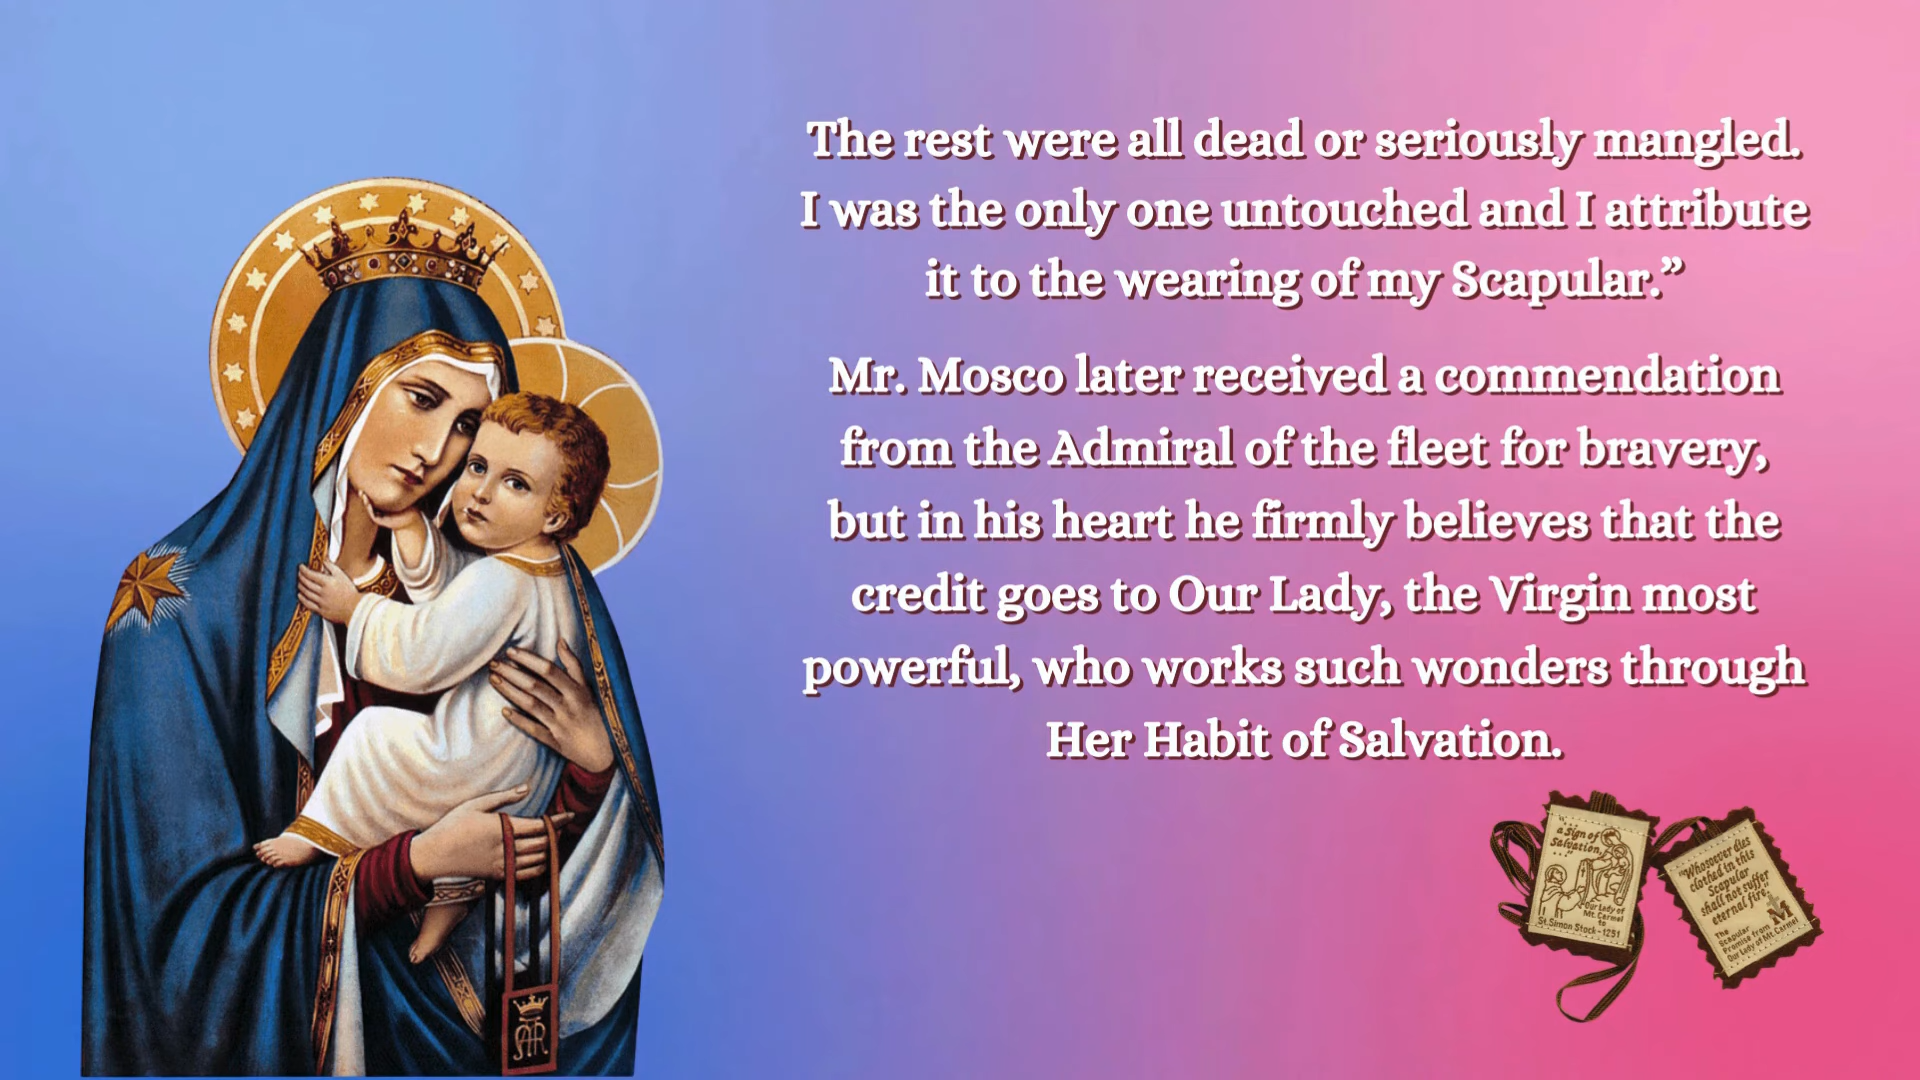 The rest were all dead or seriously mangled.
I was the only one untouched and I attribute
it to the wearing of my Scapular.”
Mr. Mosco later received a commendation
from the Admiral of the fleet for bravery,
but in his heart he firmly believes that the
credit goes to Our Lady, the Virgin most
powerful, who works such wonders through
Her Habit of Salvation.
"...
a Sign of
Salvation,
..."
Our Lady of
Mt. Carmel
to
St. Simon Stock - 1251
"Whosoever dies
clothed in this
Scapular
shall not suffer
eternal fire."
M
The
Scapular
Promise from
Our Lady of Mt. Carmel